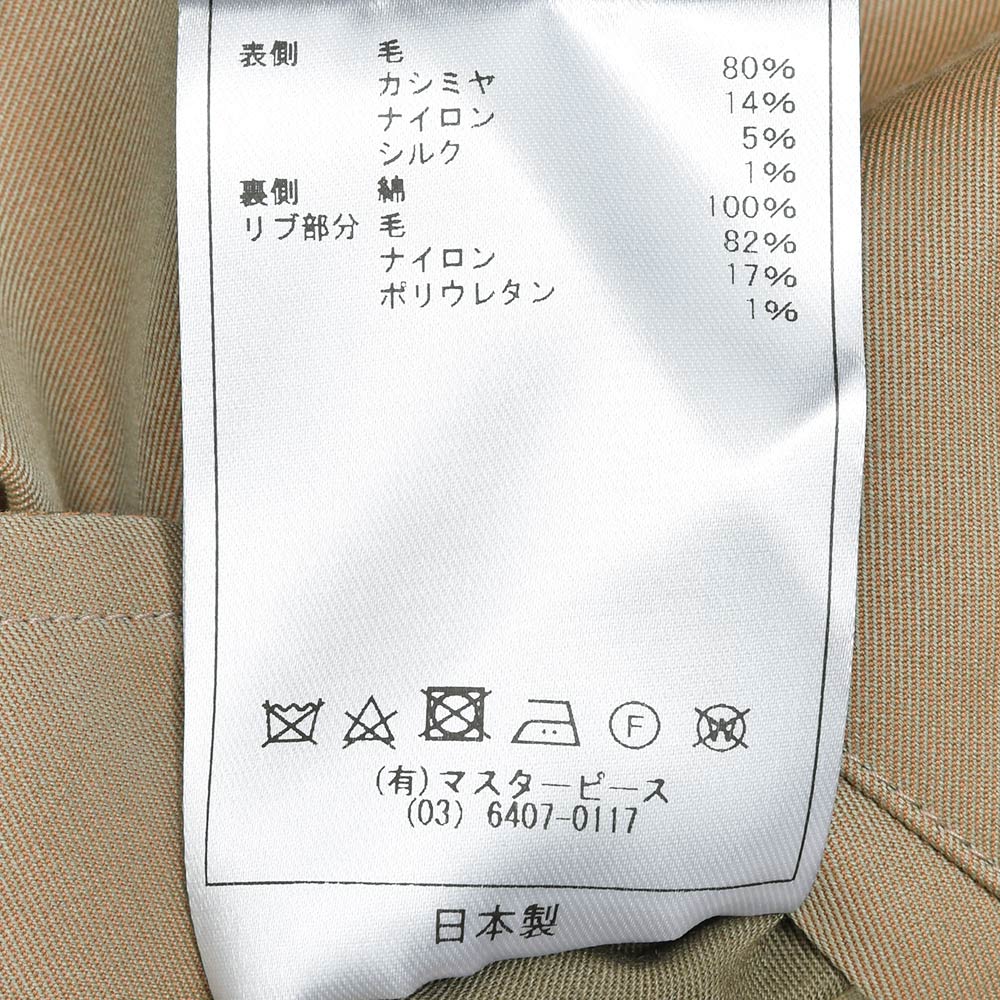 表側 毛 80%
カシミヤ 14%
ナイロン 5%
シルク 1%
裏側 綿 100%
リブ部分 毛 82%
ナイロン 17%
ポリウレタン 1%
F W
(有)マスターピース
(03) 6407-0117
日本製